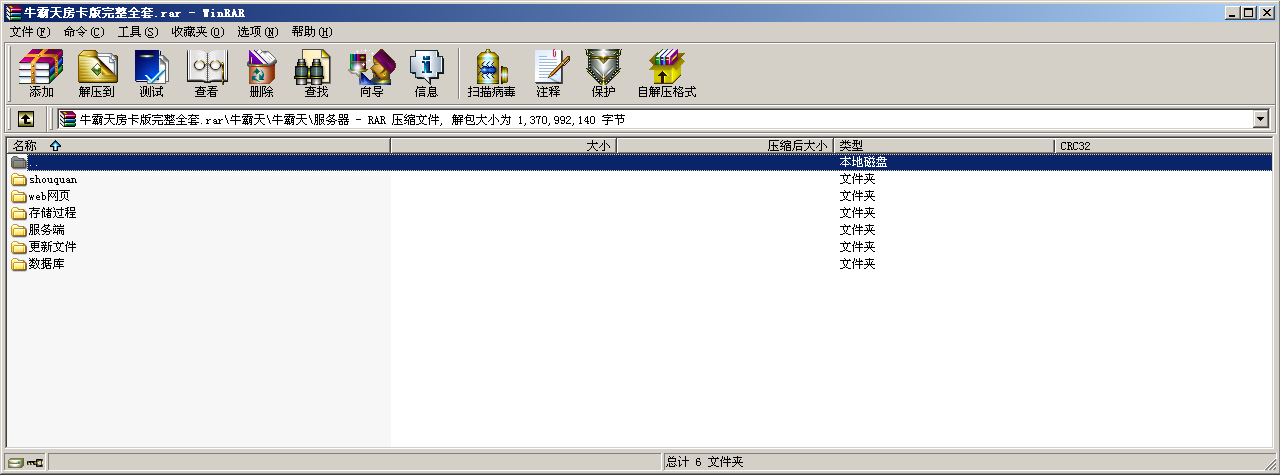 牛霸天房卡版完整全套.rar - WinRAR
文件(F) 命令(C) 工具(S) 收藏夹(O) 选项(N) 帮助(H)
添加 解压到 测试 查看 删除 查找 向导 信息 扫描病毒 注释 保护 自解压格式
牛霸天房卡版完整全套.rar\牛霸天\牛霸天\服务器 - RAR 压缩文件, 解包大小为 1,370,992,140 字节
名称 大小 压缩后大小 类型 CRC32
.. 本地磁盘
shouquan 文件夹
web网页 文件夹
存储过程 文件夹
服务端 文件夹
更新文件 文件夹
数据库 文件夹
总计 6 文件夹